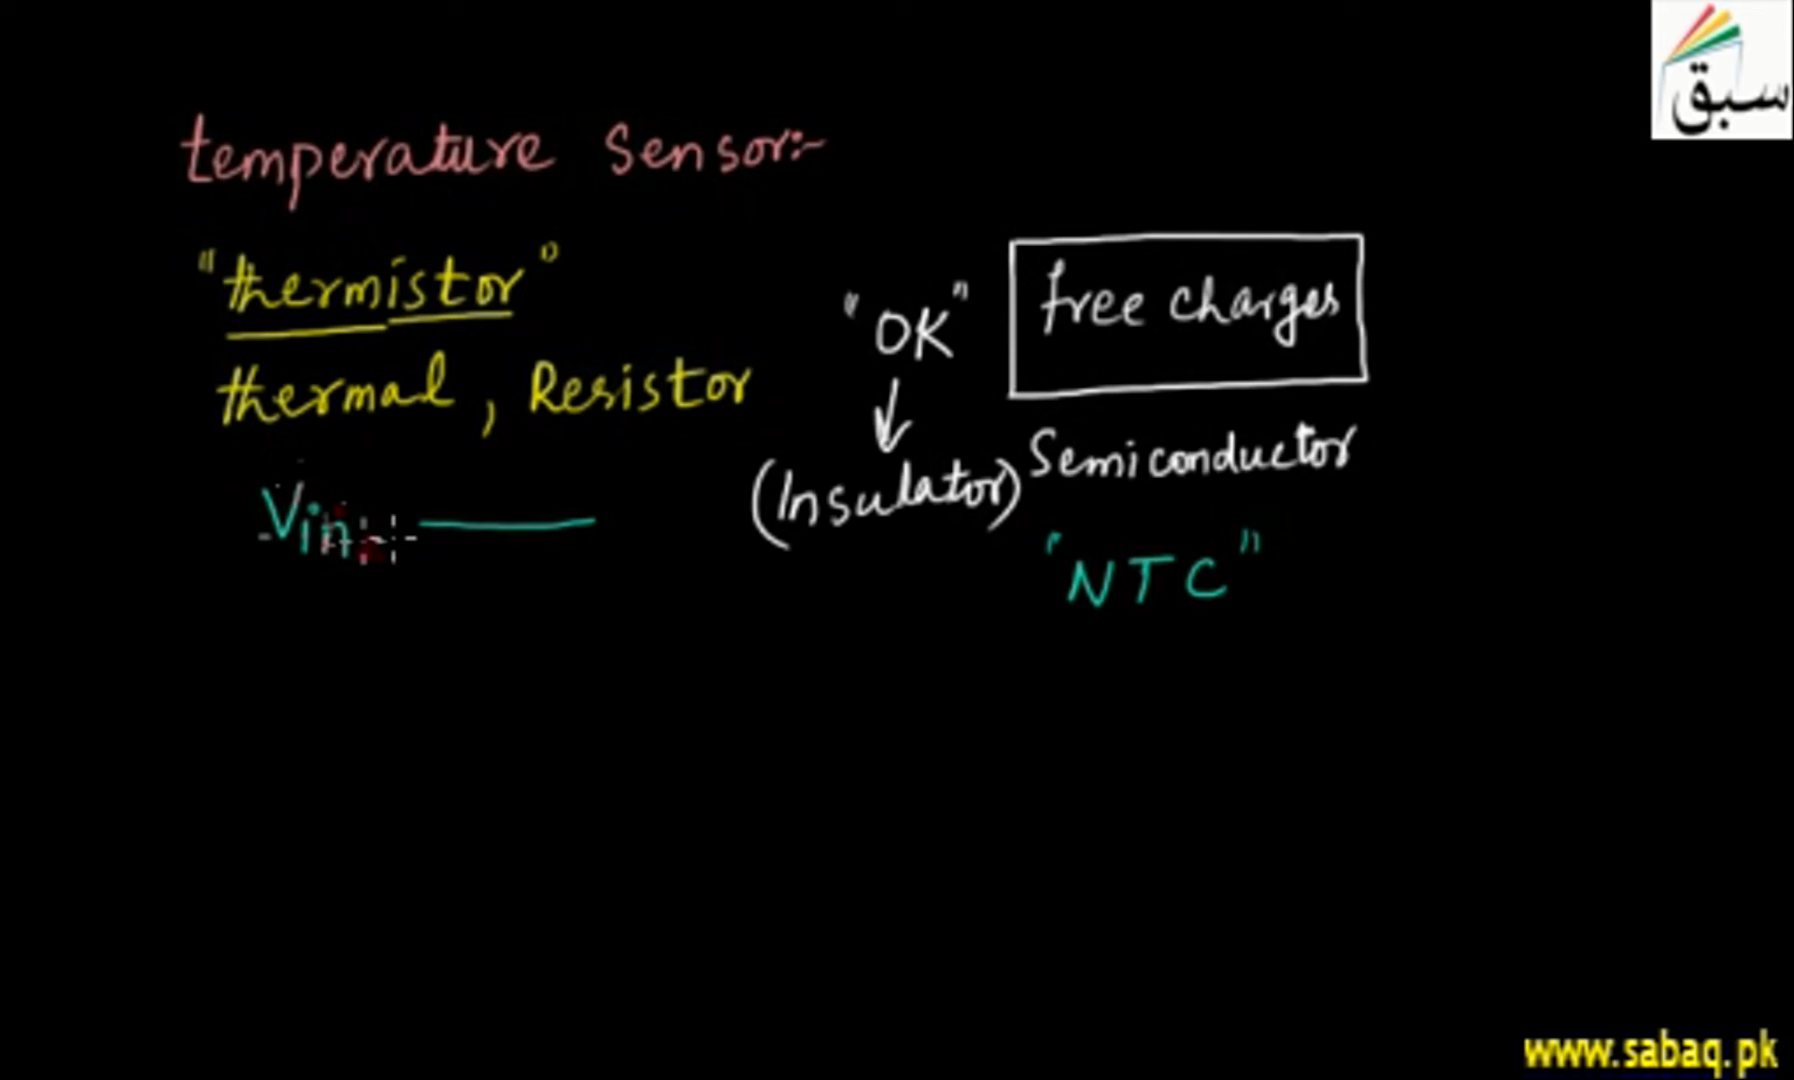 سبق
temperature sensor:-
"thermistor"
thermal, Resistor
"OK"
free charges
(Insulator)
Semiconductor
Vin
"NTC"
www.sabaq.pk